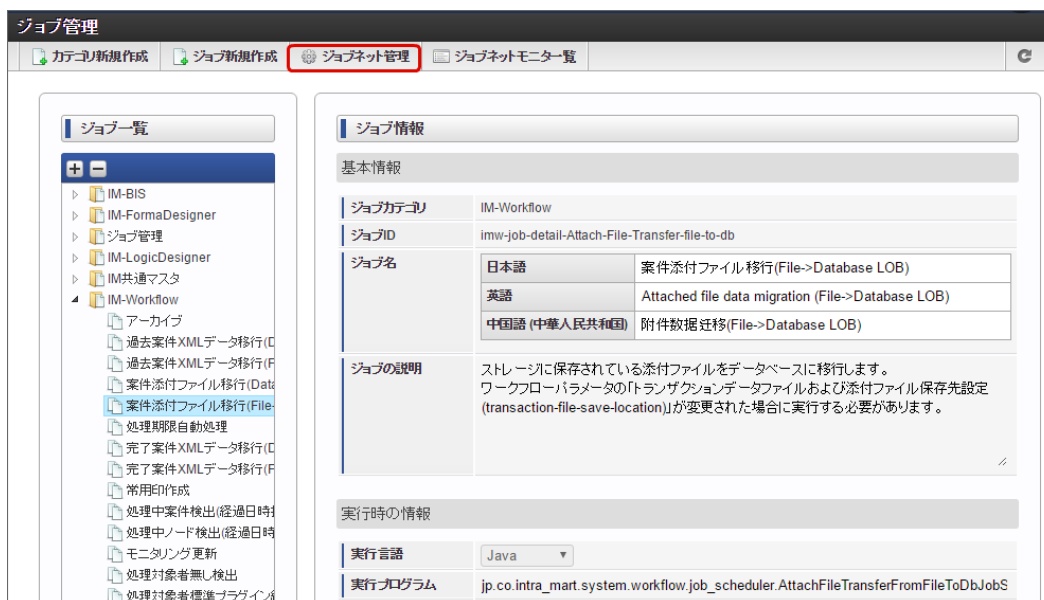 ジョブ管理
カテゴリ新規作成 ジョブ新規作成 ジョブネット管理 ジョブネットモニター覧
ジョブ一覧
IM-BIS
IM-FormaDesigner
ジョブ管理
IM-LogicDesigner
IM共通マスタ
IM-Workflow
アーカイブ
過去案件XMLデータ移行(D
過去案件XMLデータ移行(F
案件添付ファイル移行(Data
案件添付ファイル移行(File-
処理期限自動処理
完了案件XMLデータ移行(D
完了案件XMLデータ移行(F
常用印作成
処理中案件検出(経過日時
処理中ノード検出(経過日時
モニタリング更新
処理対象者無し検出
処理対象者標準プラグイン
ジョブ情報
基本情報
ジョブカテゴリ IM-Workflow
ジョブID imw-job-detail-Attach-File-Transfer-file-to-db
ジョブ名 日本語 案件添付ファイル移行(File->Database LOB)
英語 Attached file data migration (File->Database LOB)
中国語 (中華人民共和国) 附件数据迁移(File->Database LOB)
ジョブの説明 ストレージに保存されている添付ファイルをデータベースに移行します。
ワークフローパラメータの「トランザクションデータファイルおよび添付ファイル保存先設定
(transaction-file-save-location)」が変更された場合に実行する必要があります。
実行時の情報
実行言語 Java
実行プログラム jp.co.intra_mart.system.workflow.job_scheduler.AttachFileTransferFromFileToDbJobS